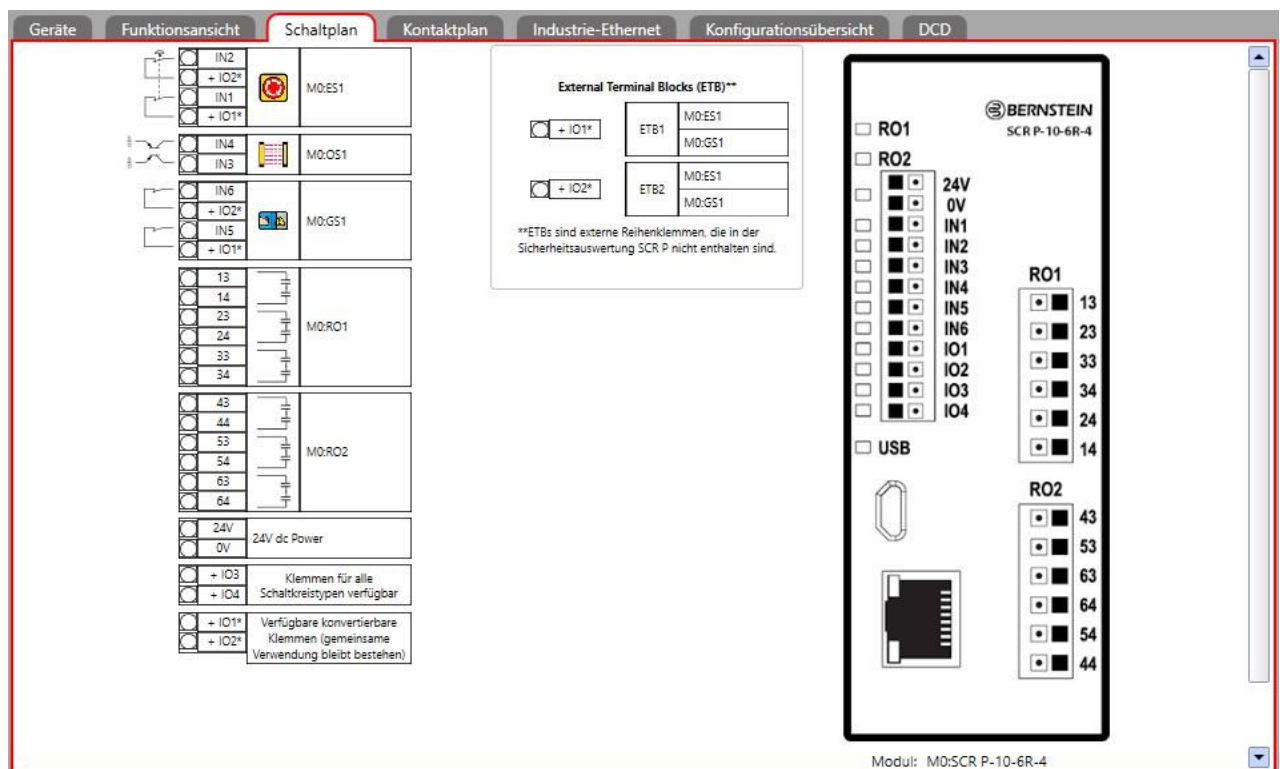 Geräte Funktionsansicht Schaltplan Kontaktplan Industrie-Ethernet Konfigurationsübersicht DCD
IN2
+ IO2*
IN1
+ IO1*
M0:ES1
IN4
IN3
M0:OS1
IN6
+ IO2*
IN5
+ IO1*
M0:GS1
13
14
23
24
33
34
M0:RO1
43
44
53
54
63
64
M0:RO2
24V
0V
24V dc Power
+ IO3
+ IO4
Klemmen für alle
Schaltkreistypen verfügbar
+ IO1*
+ IO2*
Verfügbare konvertierbare
Klemmen (gemeinsame
Verwendung bleibt bestehen)
External Terminal Blocks (ETB)**
+ IO1*
ETB1
M0:ES1
M0:GS1
+ IO2*
ETB2
M0:ES1
M0:GS1
**ETBs sind externe Reihenklemmen, die in der
Sicherheitsauswertung SCR P nicht enthalten sind.
BERNSTEIN
SCR P-10-6R-4
RO1
RO2
24V
0V
IN1
IN2
IN3
IN4
IN5
IN6
IO1
IO2
IO3
IO4
USB
RO1
13
23
33
34
24
14
RO2
43
53
63
64
54
44
Modul: M0:SCR P-10-6R-4